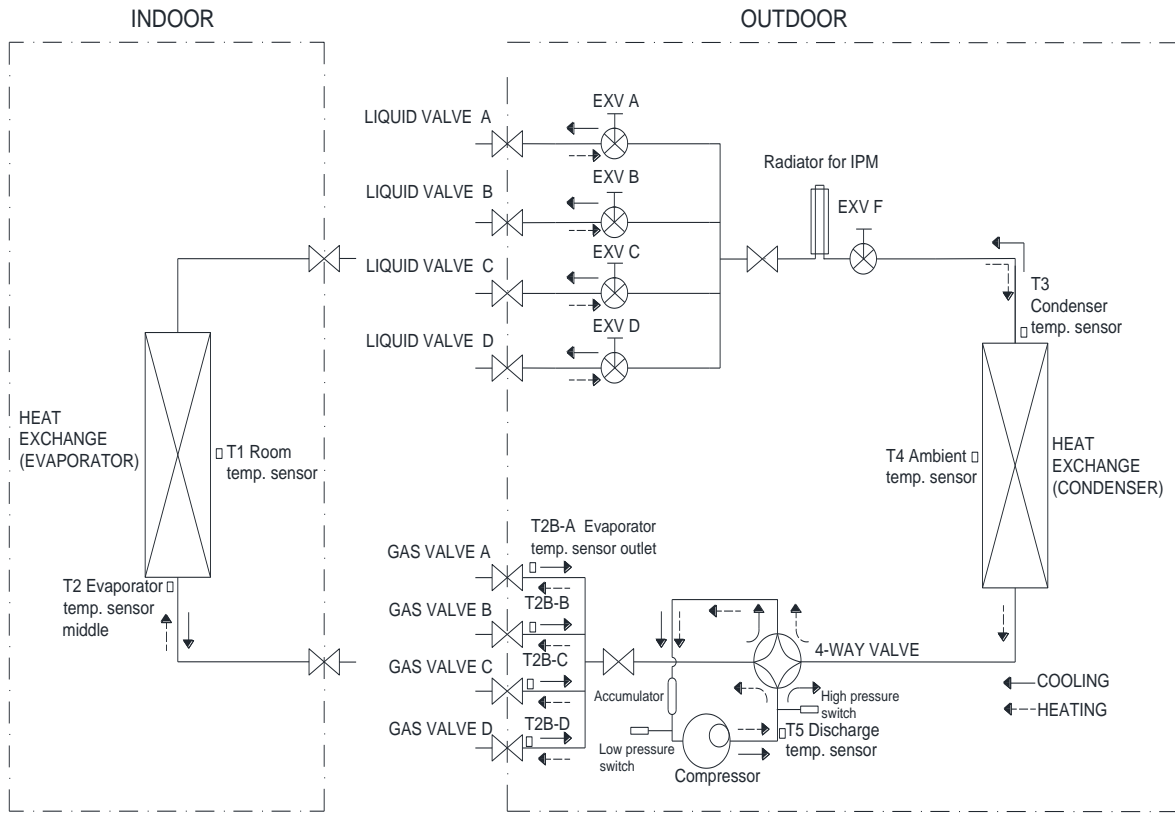 INDOOR
OUTDOOR
LIQUID VALVE A
EXV A
LIQUID VALVE B
EXV B
Radiator for IPM
EXV F
LIQUID VALVE C
EXV C
T3
Condenser
temp. sensor
LIQUID VALVE D
EXV D
HEAT
EXCHANGE
(EVAPORATOR)
T1 Room
temp. sensor
T4 Ambient
temp. sensor
HEAT
EXCHANGE
(CONDENSER)
T2 Evaporator
temp. sensor
middle
GAS VALVE A
T2B-A Evaporator
temp. sensor outlet
GAS VALVE B
T2B-B
GAS VALVE C
T2B-C
GAS VALVE D
T2B-D
4-WAY VALVE
Accumulator
High pressure
switch
T5 Discharge
temp. sensor
Low pressure
switch
Compressor
COOLING
HEATING